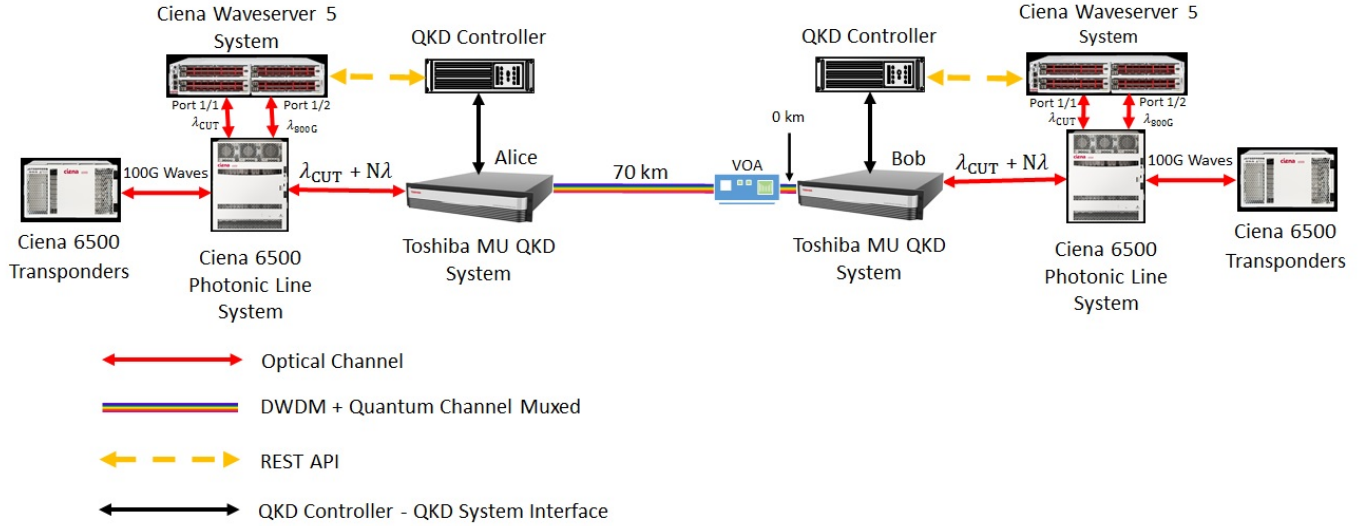 Ciena Waveserver 5
System
QKD Controller
QKD Controller
Ciena Waveserver 5
System
Port 1/1
Port 1/2
λCUT
λ800G
0 km
Port 1/1
Port 1/2
λCUT
λ800G
ciena
ciena
100G Waves
λCUT + Nλ
Alice
70 km
VOA
Bob
λCUT + Nλ
100G Waves
ciena
ciena
Ciena 6500
Transponders
Ciena 6500
Photonic Line
System
Toshiba MU QKD
System
Toshiba MU QKD
System
Ciena 6500
Photonic Line
System
Ciena 6500
Transponders
Optical Channel
DWDM + Quantum Channel Muxed
REST API
QKD Controller - QKD System Interface